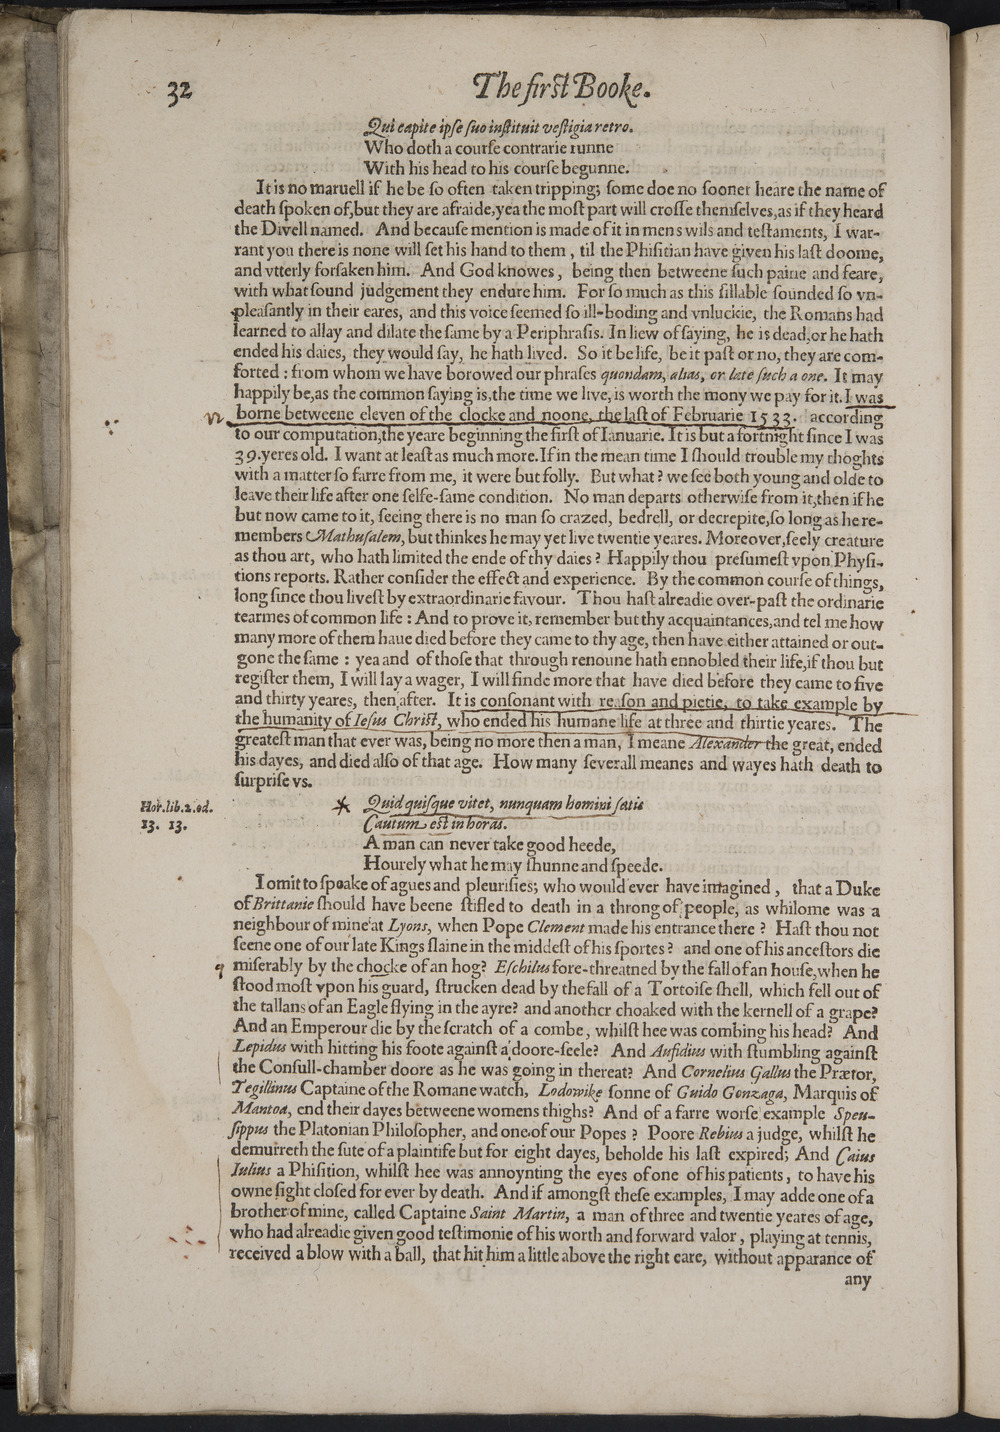 32
The first Booke.
Qui capite ipse suo instituit vestigia retro.
Who doth a course contrarie runne
With his head to his course begunne.
It is no maruell if he be ſo often taken tripping; ſome doe no ſooner heare the name of
death ſpoken of, but they are afraide, yea the moſt part will croſſe themſelves, as if they heard
the Divell named. And becauſe mention is made of it in mens wils and teſtaments, I war-
rant you there is none will ſet his hand to them, til the Phiſitian have given his laſt doome,
and vtterly forſaken him. And God knowes, being then betweene ſuch paine and feare,
with what ſound judgement they endure him. For ſo much as this ſillable ſounded ſo vn-
pleaſantly in their eares, and this voice ſeemed ſo ill-boding and vnluckie, the Romans had
learned to allay and dilate the ſame by a Periphraſis. In liew of ſaying, he is dead, or he hath
ended his daies, they would ſay, he hath lived. So it be life, be it paſt or no, they are com-
forted : from whom we have borowed our phraſes quondam, alias, or late ſuch a one. It may
happily be, as the common ſaying is, the time we live, is worth the mony we pay for it. I was
borne betweene eleven of the clocke and noone, the laſt of Februarie 1533. according
to our computation, the yeare beginning the firſt of Ianuarie. It is but a fortnight ſince I was
39. yeres old. I want at leaſt as much more. If in the mean time I ſhould trouble my thoghts
with a matter ſo farre from me, it were but folly. But what ? we ſee both young and olde to
leave their life after one ſelfe-ſame condition. No man departs otherwiſe from it, then if he
but now came to it, ſeeing there is no man ſo crazed, bedrell, or decrepite, ſo long as he re-
members Mathuſalem, but thinkes he may yet live twentie yeares. Moreover, ſeely creature
as thou art, who hath limited the ende of thy daies ? Happily thou preſumeſt vpon Phyſi-
tions reports. Rather conſider the effect and experience. By the common courſe of things,
long ſince thou liveſt by extraordinarie favour. Thou haſt alreadie over-paſt the ordinarie
tearmes of common life : And to prove it, remember but thy acquaintances, and tel me how
many more of them haue died before they came to thy age, then have either attained or out-
gone the ſame : yea and of thoſe that through renoune hath ennobled their life, if thou but
regiſter them, I will lay a wager, I will finde more that have died before they came to five
and thirty yeares, then after. It is conſonant with reaſon and pietie, to take example by
the humanity of Ieſus Chriſt, who ended his humane life at three and thirtie yeares. The
greateſt man that ever was, being no more then a man, I meane Alexander the great, ended
his dayes, and died alſo of that age. How many ſeverall meanes and wayes hath death to
ſurpriſe vs.
Hor. lib. 2. od.
13. 13.
Quid quiſque vitet, nunquam homini ſatis
Cautum eſt in horas.
A man can never take good heede,
Hourely what he may ſhunne and ſpeede.
I omit to ſpeake of agues and pleuriſies; who would ever have imagined, that a Duke
of Brittanie ſhould have beene ſtifled to death in a throng of people, as whilome was a
neighbour of mine at Lyons, when Pope Clement made his entrance there ? Haſt thou not
ſeene one of our late Kings ſlaine in the middeſt of his ſportes ? and one of his anceſtors die
miſerably by the chocke of an hog? Eſchilus fore-threatned by the fall of an houſe, when he
ſtood moſt vpon his guard, ſtrucken dead by the fall of a Tortoiſe ſhell, which fell out of
the tallans of an Eagle flying in the ayre? and another choaked with the kernell of a grape?
And an Emperour die by the ſcratch of a combe, whilſt hee was combing his head? And
Lepidus with hitting his foote againſt a doore-ſeele? And Aufidius with ſtumbling againſt
the Conſull-chamber doore as he was going in thereat? And Cornelius Gallus the Prætor,
Tegillinus Captaine of the Romane watch, Lodowike ſonne of Guido Gonzaga, Marquis of
Mantoa, end their dayes betweene womens thighs? And of a farre worſe example Speu-
ſippus the Platonian Philoſopher, and one of our Popes ? Poore Rebius a judge, whilſt he
demurreth the ſute of a plaintife but for eight dayes, beholde his laſt expired; And Caius
Iulius a Phiſition, whilſt hee was annoynting the eyes of one of his patients, to have his
owne ſight cloſed for ever by death. And if amongſt theſe examples, I may adde one of a
brother of mine, called Captaine Saint Martin, a man of three and twentie yeares of age,
who had alreadie given good teſtimonie of his worth and forward valor, playing at tennis,
received a blow with a ball, that hit him a little above the right eare, without apparance of
any